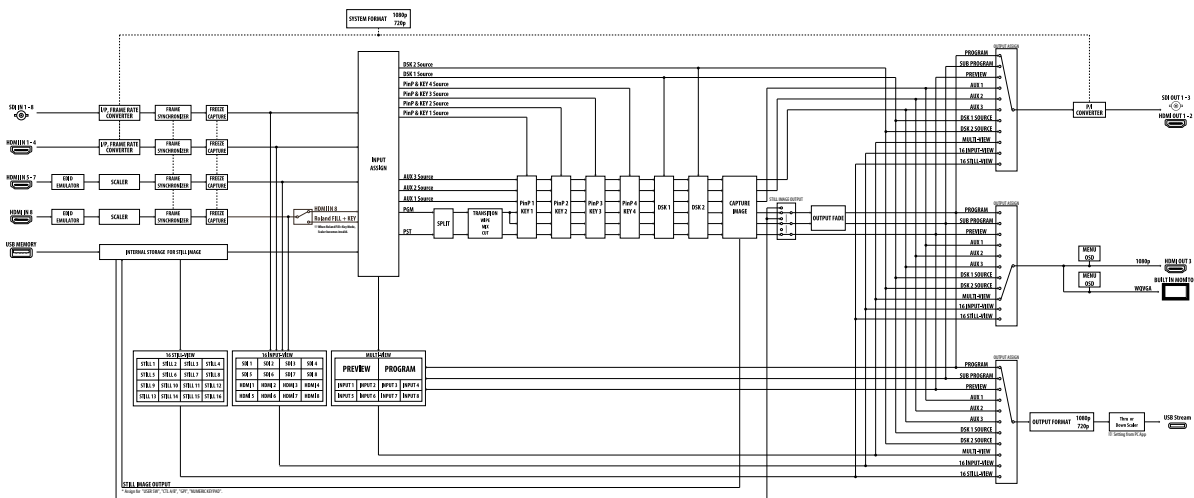 SYSTEM FORMAT 1080p
720p
SDI IN 1 - 8
I/P, FRAME RATE
CONVERTER
FRAME
SYNCHRONIZER
FREEZE
CAPTURE
HDMI IN 1 - 4
I/P, FRAME RATE
CONVERTER
FRAME
SYNCHRONIZER
FREEZE
CAPTURE
HDMI IN 5 - 7
EDID
EMULATOR
SCALER
FRAME
SYNCHRONIZER
FREEZE
CAPTURE
HDMI IN 8
EDID
EMULATOR
SCALER
FRAME
SYNCHRONIZER
FREEZE
CAPTURE
HDMI IN 8
Roland FILL + KEY
USB MEMORY
INTERNAL STORAGE FOR STILL IMAGE
INPUT
ASSIGN
DSK 2 Source
DSK 1 Source
PinP & KEY 4 Source
PinP & KEY 3 Source
PinP & KEY 2 Source
PinP & KEY 1 Source
AUX 3 Source
AUX 2 Source
AUX 1 Source
PGM
PST
SPLIT
TRANSITION
WIPE
MIX
CUT
PinP 1
KEY 1
PinP 2
KEY 2
PinP 3
KEY 3
PinP 4
KEY 4
DSK 1
DSK 2
CAPTURE
IMAGE
STILL IMAGE OUTPUT
OUTPUT FADE
OUTPUT ASSIGN
PROGRAM
SUB PROGRAM
PREVIEW
AUX 1
AUX 2
AUX 3
DSK 1 SOURCE
DSK 2 SOURCE
MULTI-VIEW
16 INPUT-VIEW
16 STILL-VIEW
P/I
CONVERTER
SDI OUT 1 - 3
HDMI OUT 1 - 2
OUTPUT ASSIGN
PROGRAM
SUB PROGRAM
PREVIEW
AUX 1
AUX 2
AUX 3
DSK 1 SOURCE
DSK 2 SOURCE
MULTI-VIEW
16 INPUT-VIEW
16 STILL-VIEW
MENU
OSD
1080p
HDMI OUT 3
MENU
OSD
WQVGA
BUILT IN MONITO
OUTPUT ASSIGN
PROGRAM
SUB PROGRAM
PREVIEW
AUX 1
AUX 2
AUX 3
DSK 1 SOURCE
DSK 2 SOURCE
MULTI-VIEW
16 INPUT-VIEW
16 STILL-VIEW
OUTPUT FORMAT 1080p
720p
Thru or
Down Scaler
※ Setting from PC App
USB Stream
16 STILL-VIEW
STILL 1 STILL 2 STILL 3 STILL 4
STILL 5 STILL 6 STILL 7 STILL 8
STILL 9 STILL 10 STILL 11 STILL 12
STILL 13 STILL 14 STILL 15 STILL 16
16 INPUT-VIEW
SDI 1 SDI 2 SDI 3 SDI 4
SDI 5 SDI 6 SDI 7 SDI 8
HDMI 1 HDMI 2 HDMI 3 HDMI 4
HDMI 5 HDMI 6 HDMI 7 HDMI 8
MULTI-VIEW
PREVIEW PROGRAM
INPUT 1 INPUT 2 INPUT 3 INPUT 4
INPUT 5 INPUT 6 INPUT 7 INPUT 8
STILL IMAGE OUTPUT
* Assign for "USER SW", "CTL A/B", "GPI", "NUMERIC KEYPAD".